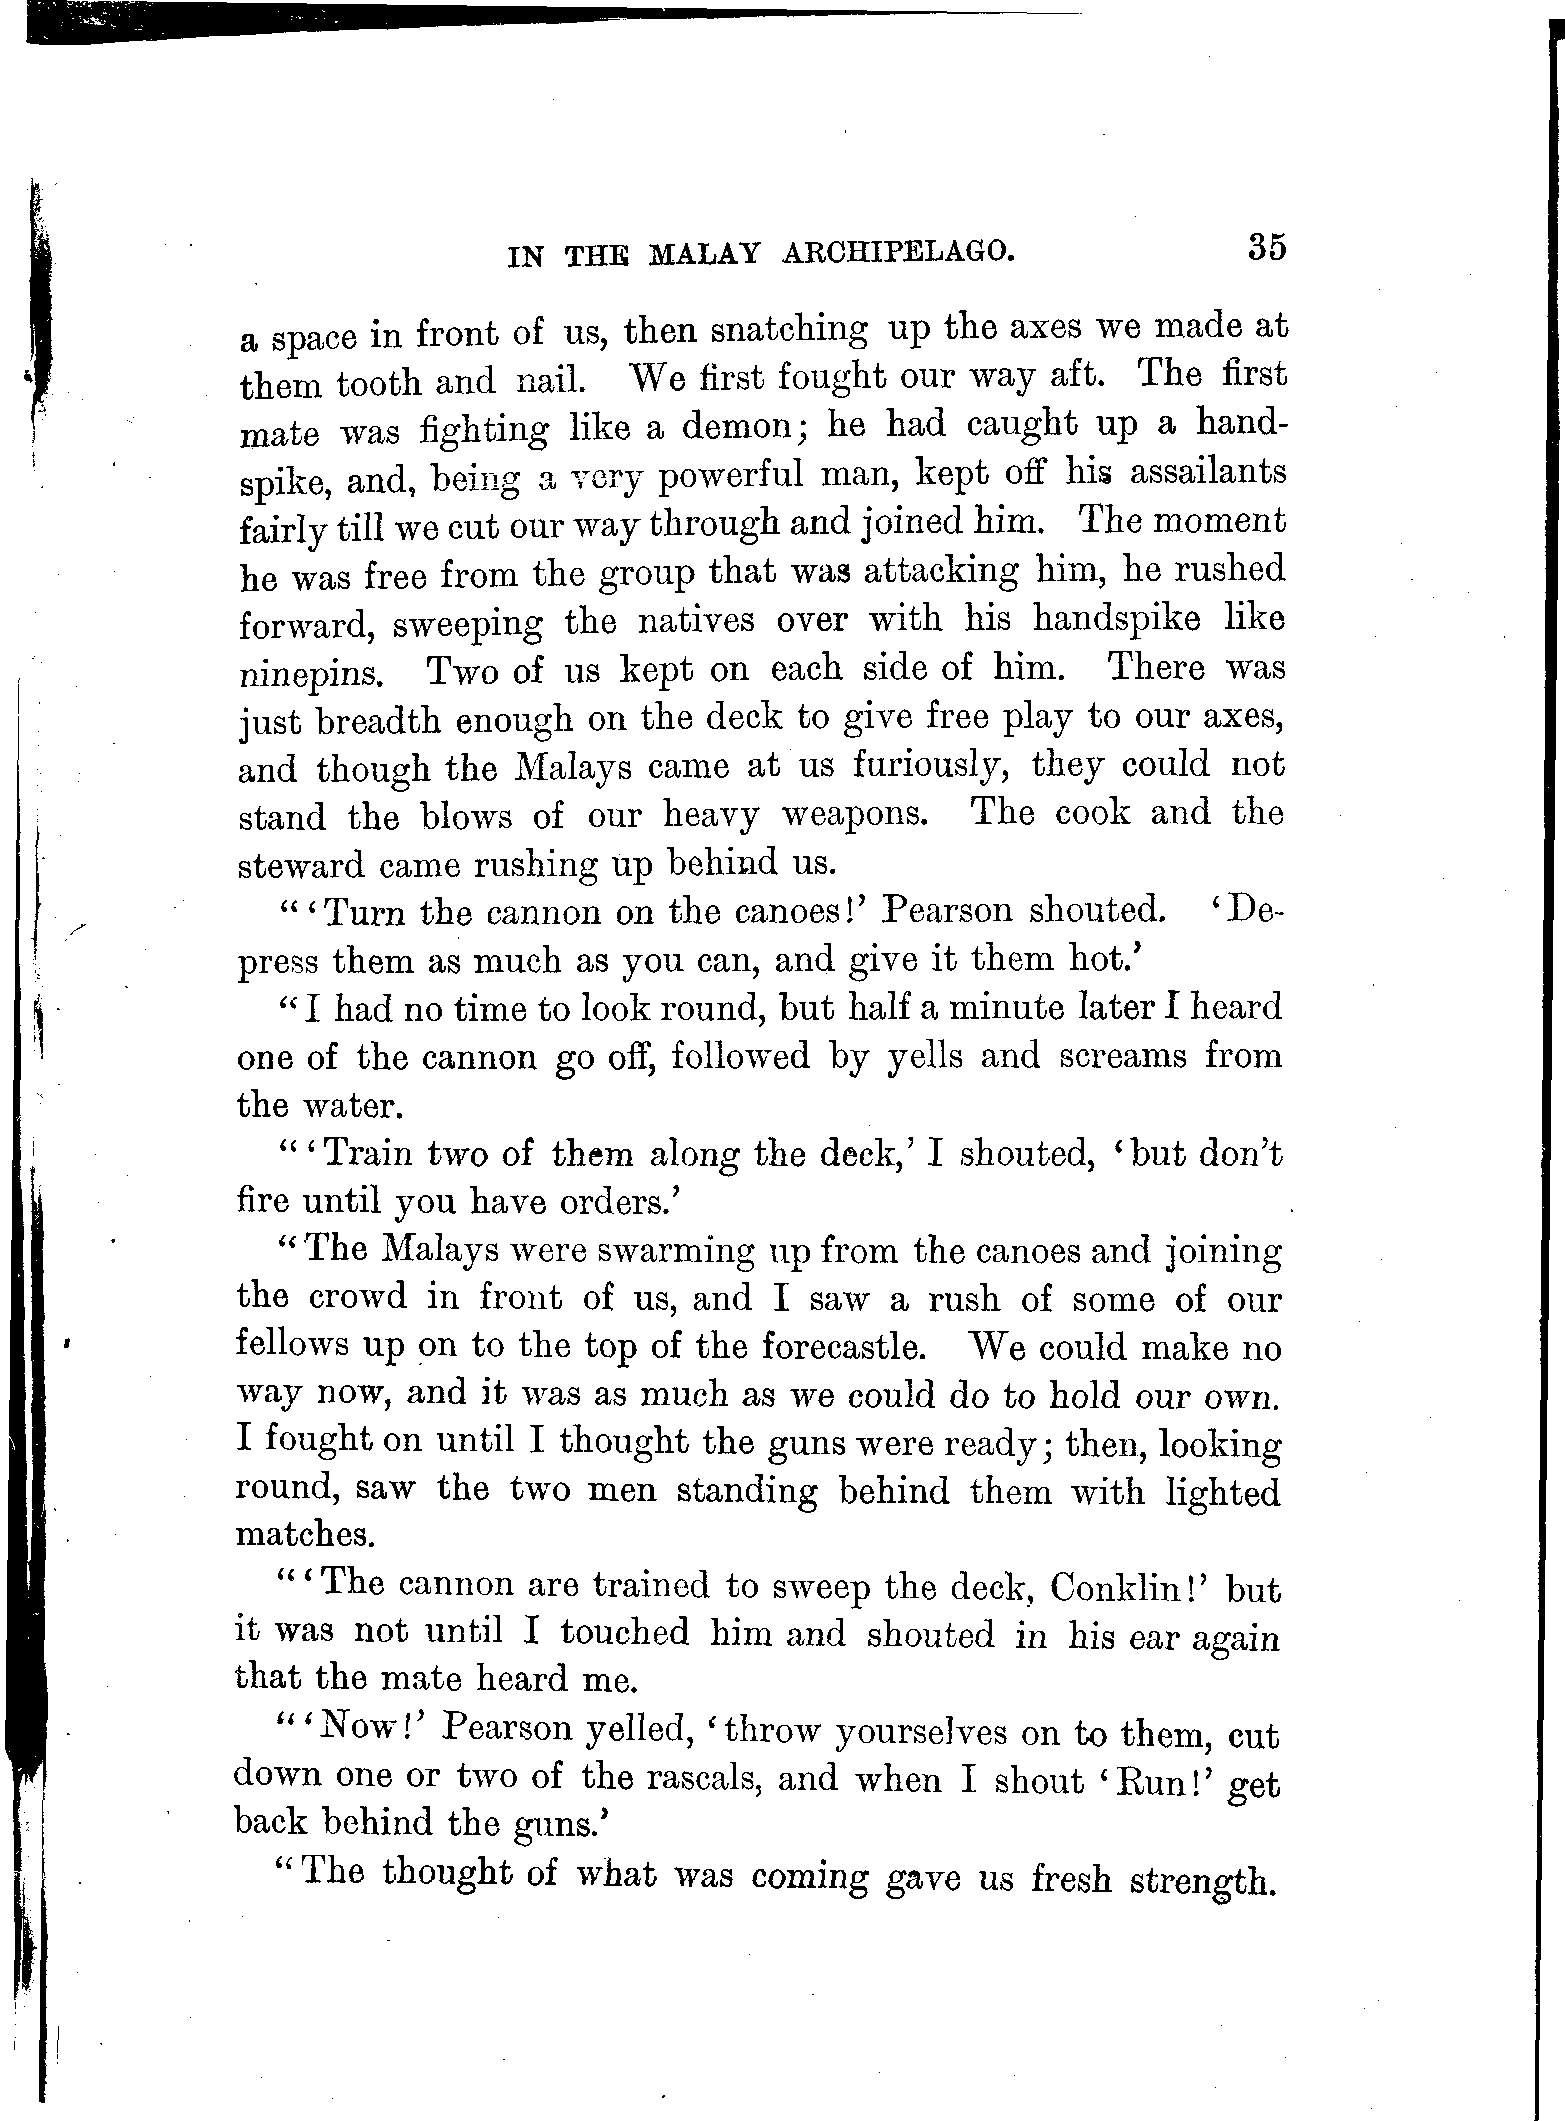 IN THE MALAY ARCHIPELAGO. 35
a space in front of us, then snatching up the axes we made at
them tooth and nail. We first fought our way aft. The first
mate was fighting like a demon; he had caught up a hand-
spike, and, being a very powerful man, kept off his assailants
fairly till we cut our way through and joined him. The moment
he was free from the group that was attacking him, he rushed
forward, sweeping the natives over with his handspike like
ninepins. Two of us kept on each side of him. There was
just breadth enough on the deck to give free play to our axes,
and though the Malays came at us furiously, they could not
stand the blows of our heavy weapons. The cook and the
steward came rushing up behind us.
“‘Turn the cannon on the canoes!’ Pearson shouted. ‘De-
press them as much as you can, and give it them hot.’
“I had no time to look round, but half a minute later I heard
one of the cannon go off, followed by yells and screams from
the water.
“‘Train two of them along the deck,’ I shouted, ‘but don’t
fire until you have orders.’
“The Malays were swarming up from the canoes and joining
the crowd in front of us, and I saw a rush of some of our
fellows up on to the top of the forecastle. We could make no
way now, and it was as much as we could do to hold our own.
I fought on until I thought the guns were ready; then, looking
round, saw the two men standing behind them with lighted
matches.
“‘The cannon are trained to sweep the deck, Conklin!’ but
it was not until I touched him and shouted in his ear again
that the mate heard me.
“‘Now!’ Pearson yelled, ‘throw yourselves on to them, cut
down one or two of the rascals, and when I shout ‘Run!’ get
back behind the guns.’
“The thought of what was coming gave us fresh strength.